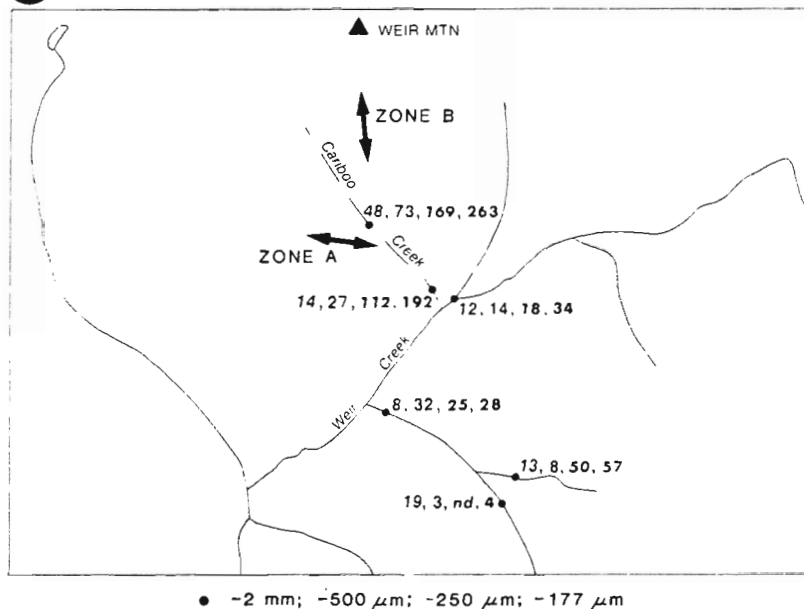 WEIR MTN
ZONE B
Cariboo
48, 73, 169, 263
ZONE A
Creek
14, 27, 112, 192
12, 14, 18, 34
Creek
Weir
8, 32, 25, 28
13, 8, 50, 57
19, 3, nd, 4
-2 mm; -500 µm; -250 µm; -177 µm